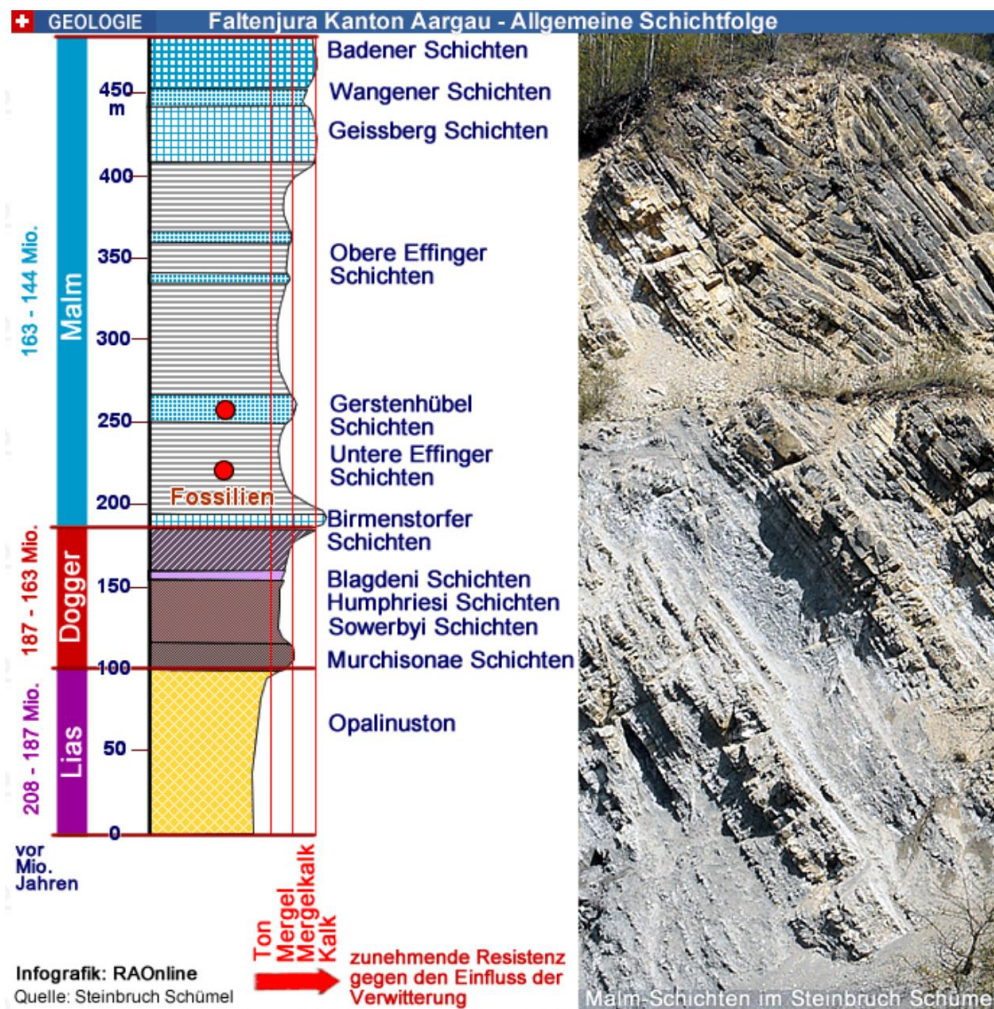 GEOLOGIE
Faltenjura Kanton Aargau - Allgemeine Schichtfolge
163 - 144 Mio.
187 - 163 Mio.
208 - 187 Mio.
Malm
Dogger
Lias
450
m
400
350
300
250
200
150
100
50
0
vor
Mio.
Jahren
Fossilien
Badener Schichten
Wangener Schichten
Geissberg Schichten
Obere Effinger
Schichten
Gerstenhübel
Schichten
Untere Effinger
Schichten
Birmenstorfer
Schichten
Blagdeni Schichten
Humphriesi Schichten
Sowerbyi Schichten
Murchisonae Schichten
Opalinuston
Ton
Mergel
Mergelkalk
Kalk
zunehmende Resistenz
gegen den Einfluss der
Verwitterung
Infografik: RAOnline
Quelle: Steinbruch Schümel
Malm-Schichten im Steinbruch Schüme